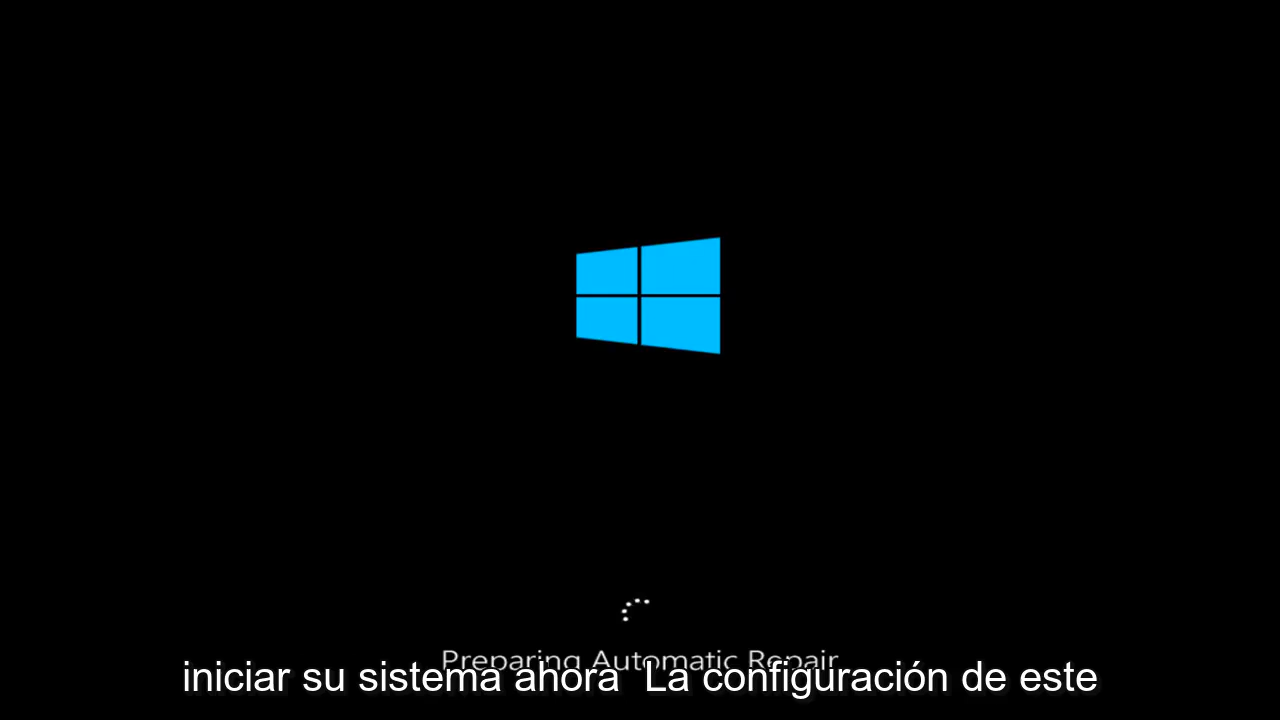 Preparing Automatic Repair
iniciar su sistema ahora  La configuración de este